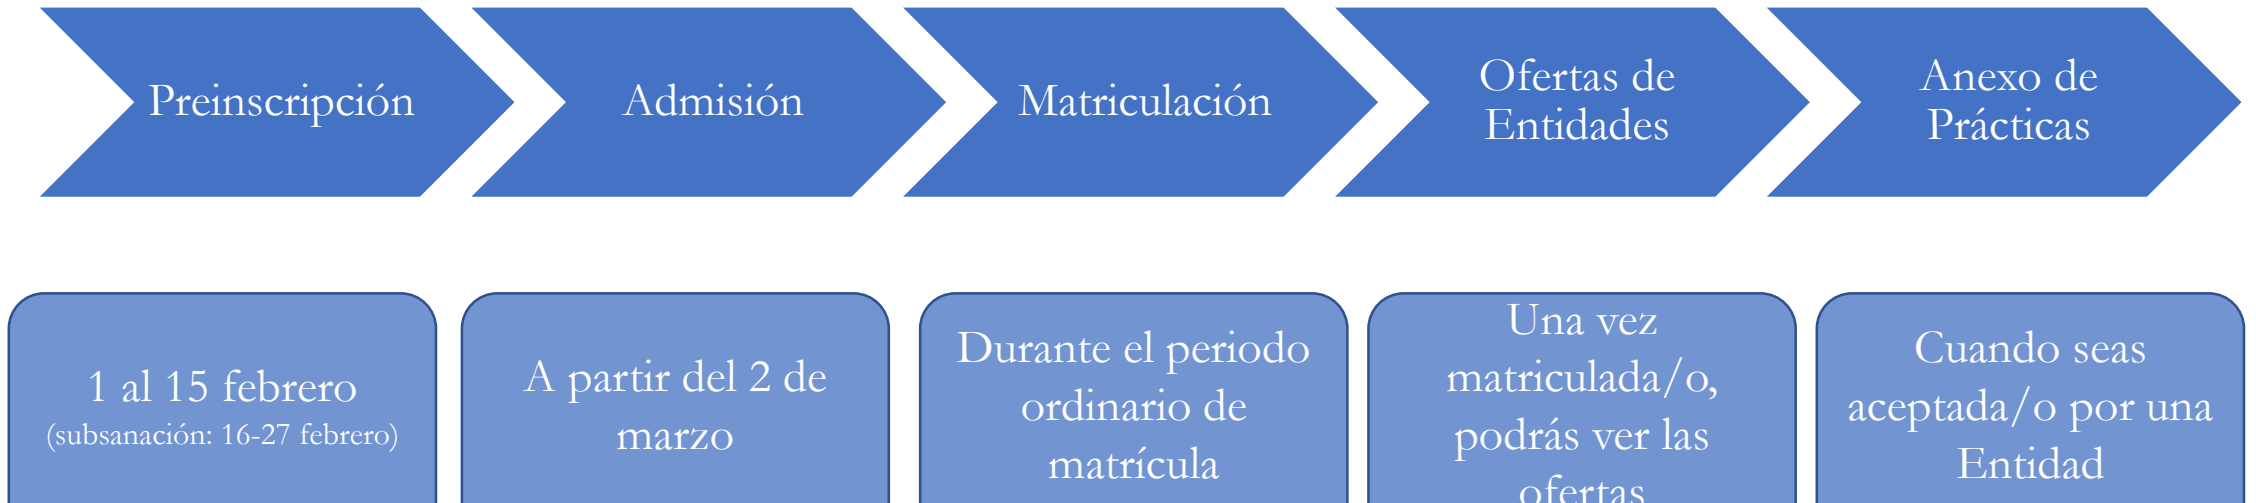 Preinscripción
Admisión
Matriculación
Ofertas de
Entidades
Anexo de
Prácticas
1 al 15 febrero
(subsanación: 16-27 febrero)
A partir del 2 de
marzo
Durante el periodo
ordinario de
matrícula
Una vez
matriculada/o,
podrás ver las
ofertas
Cuando seas
aceptada/o por una
Entidad